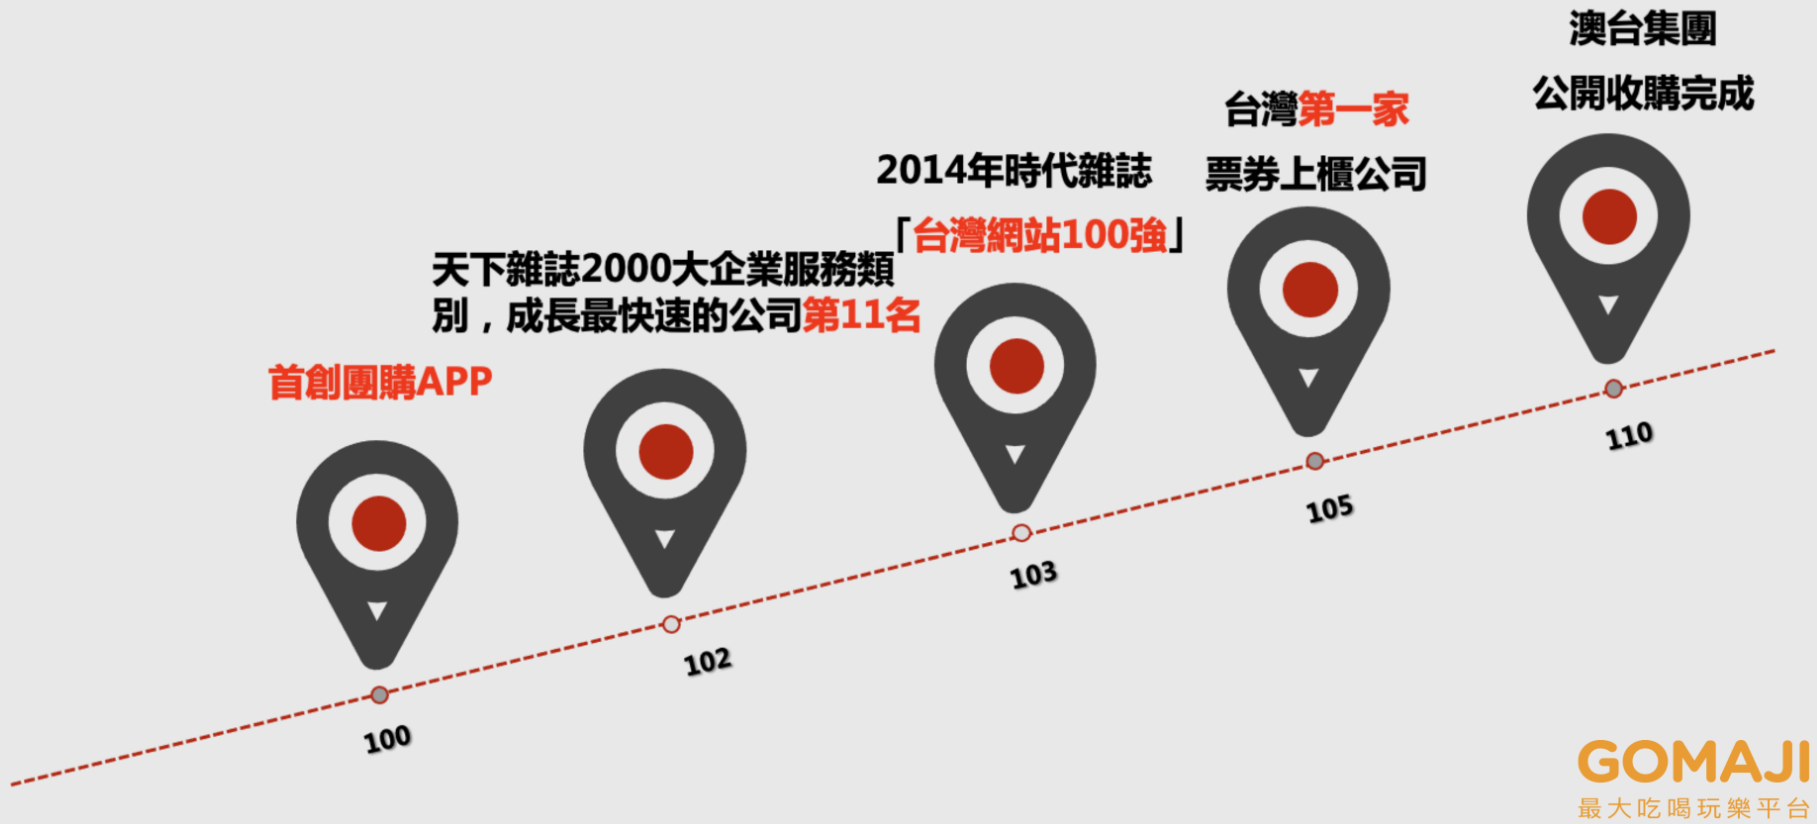 首創團購APP
100
天下雜誌2000大企業服務類
別，成長最快速的公司第11名
102
2014年時代雜誌
「台灣網站100強」
103
台灣第一家
票券上櫃公司
105
澳台集團
公開收購完成
110
GOMAJI
最大吃喝玩樂平台